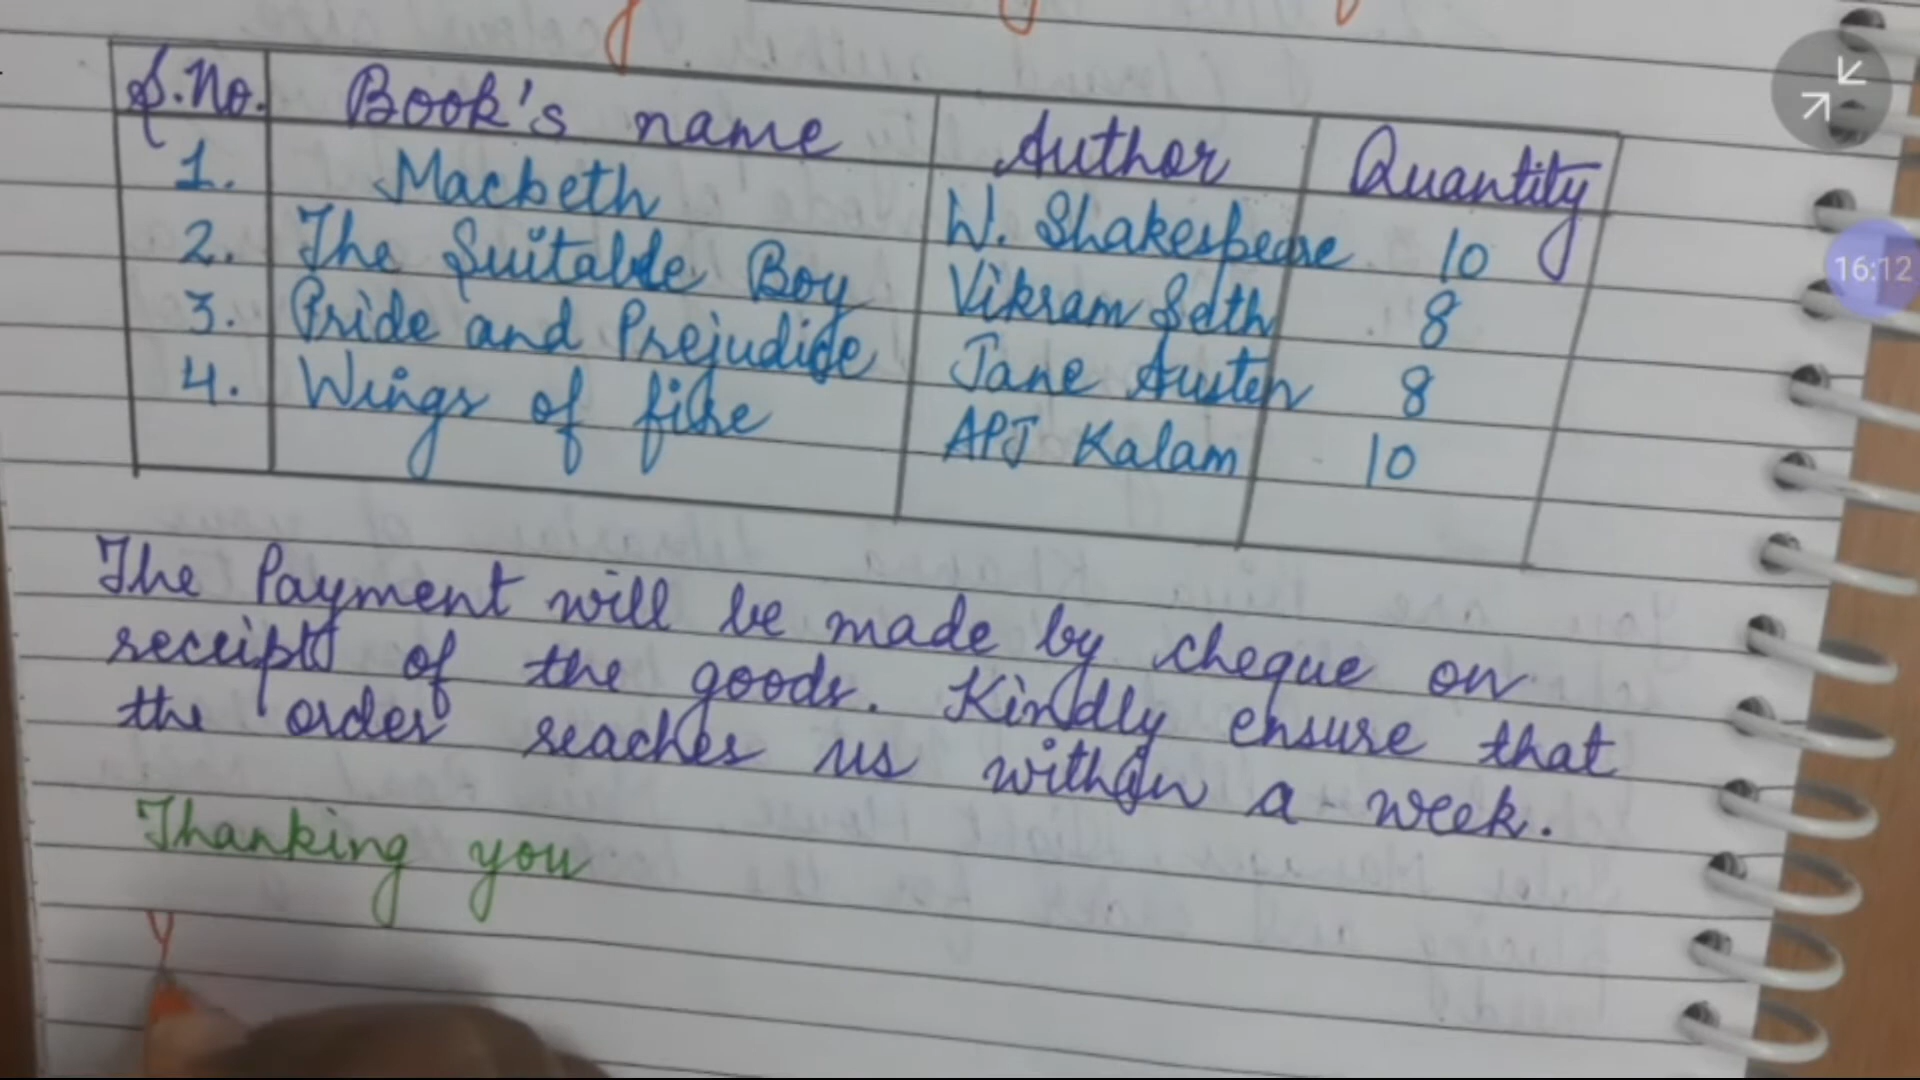 S.No. Book's name Author Quantity
1. Macbeth W. Shakespeare 10
2. The Suitable Boy Vikram Seth 8
3. Pride and Prejudice Jane Austen 8
4. Wings of fire APJ Kalam 10
The Payment will be made by cheque on
receipt of the goods. Kindly ensure that
the order reaches us within a week.
Thanking you
Y
16:12